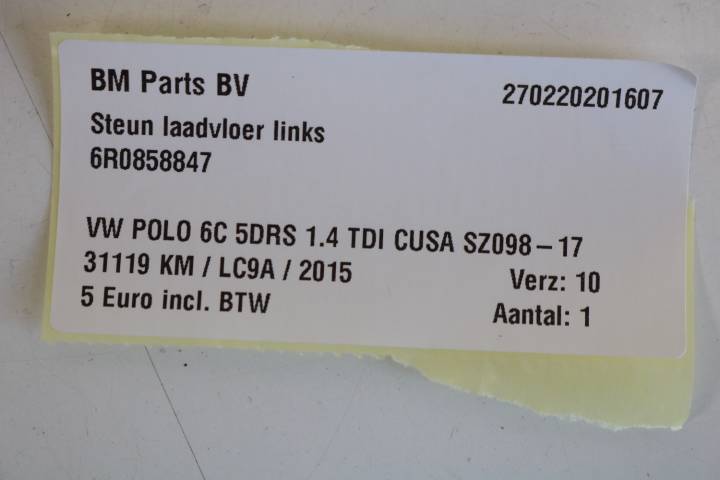 BM Parts BV 270220201607
Steun laadvloer links
6R0858847
VW POLO 6C 5DRS 1.4 TDI CUSA SZ098-17
31119 KM / LC9A / 2015 Verz: 10
5 Euro incl. BTW Aantal: 1